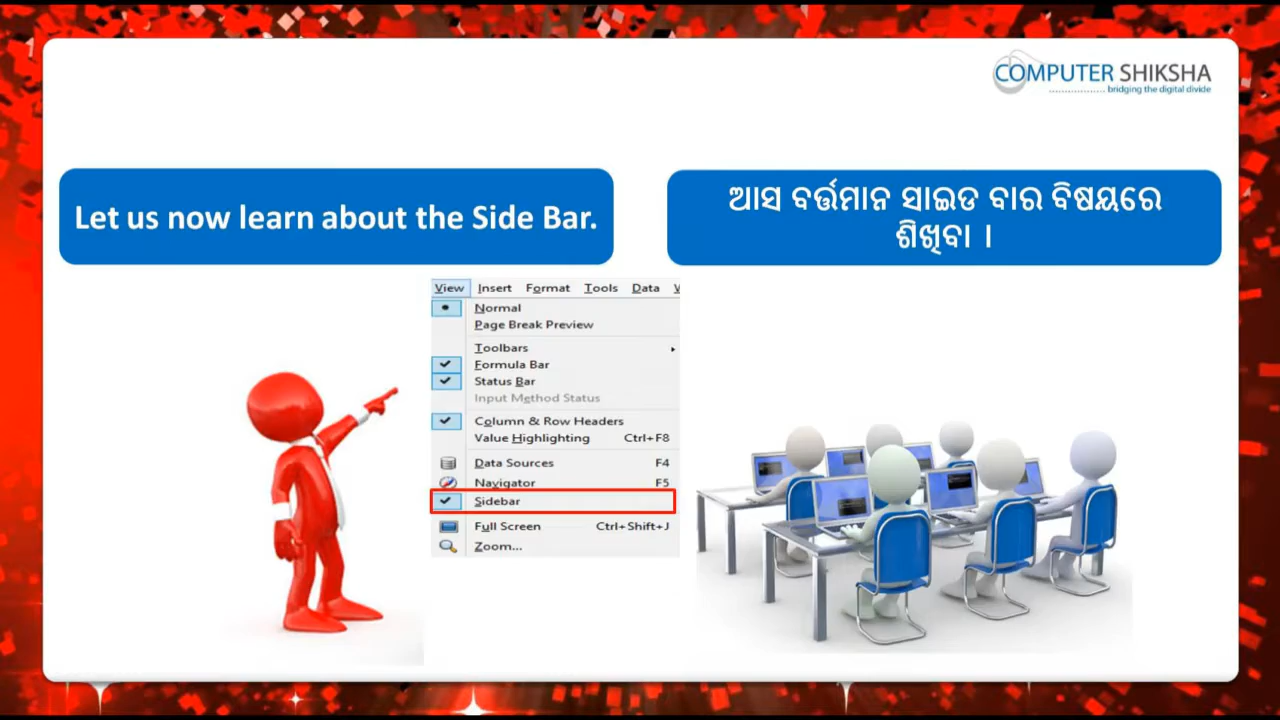 COMPUTER SHIKSHA
bridging the digital divide
Let us now learn about the Side Bar.
ଆସ ବର୍ତ୍ତମାନ ସାଇଡ ବାର ବିଷୟରେ
ଶିଖିବା ।
View Insert Format Tools Data
Normal
Page Break Preview
Toolbars
Formula Bar
Status Bar
Input Method Status
Column & Row Headers
Value Highlighting Ctrl+F8
Data Sources F4
Navigator F5
Sidebar
Full Screen Ctrl+Shift+J
Zoom...